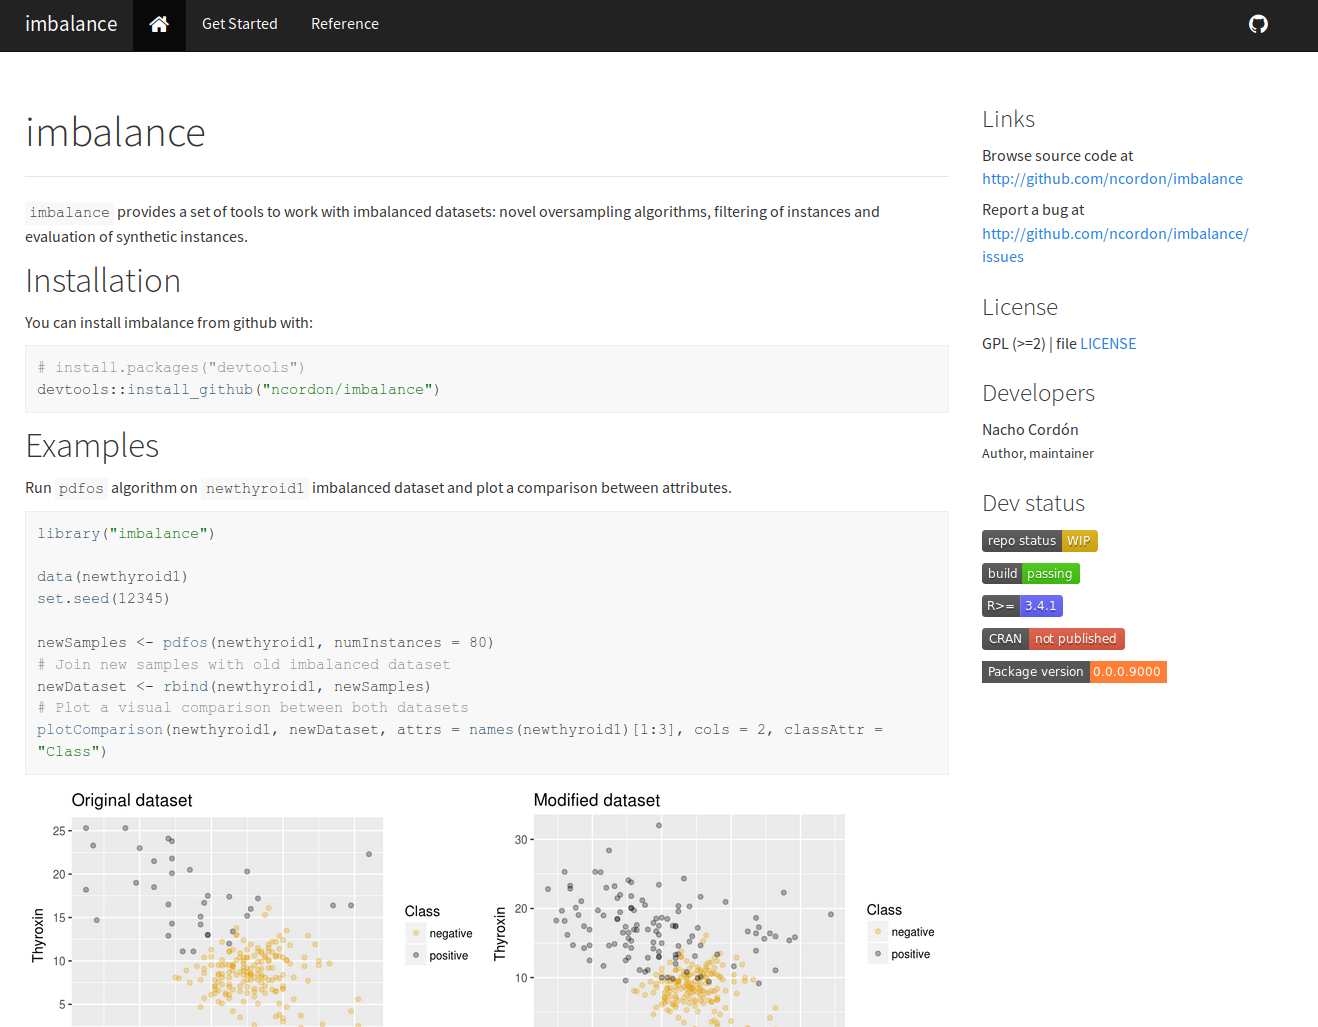 imbalance Get Started Reference
imbalance
imbalance provides a set of tools to work with imbalanced datasets: novel oversampling algorithms, filtering of instances and
evaluation of synthetic instances.
Installation
You can install imbalance from github with:
# install.packages("devtools")
devtools::install_github("ncordon/imbalance")
Examples
Run pdfos algorithm on newthyroid1 imbalanced dataset and plot a comparison between attributes.
library("imbalance")
data(newthyroid1)
set.seed(12345)
newSamples <- pdfos(newthyroid1, numInstances = 80)
# Join new samples with old imbalanced dataset
newDataset <- rbind(newthyroid1, newSamples)
# Plot a visual comparison between both datasets
plotComparison(newthyroid1, newDataset, attrs = names(newthyroid1)[1:3], cols = 2, classAttr =
"Class")
Original dataset
25
20
15
10
5
Thyroxin
Class
negative
positive
Modified dataset
30
20
10
Thyroxin
Class
negative
positive
Links
Browse source code at
http://github.com/ncordon/imbalance
Report a bug at
http://github.com/ncordon/imbalance/
issues
License
GPL (>=2) | file LICENSE
Developers
Nacho Cordón
Author, maintainer
Dev status
repo status WIP
build passing
R>= 3.4.1
CRAN not published
Package version 0.0.0.9000